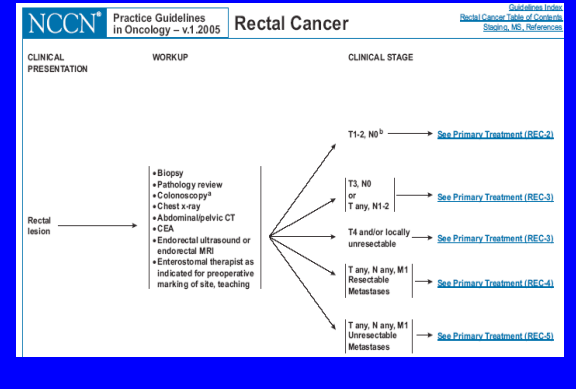 NCCN®
Practice Guidelines
in Oncology – v.1.2005
Rectal Cancer
Guidelines Index
Rectal Cancer Table of Contents
Staging, MS, References
CLINICAL
PRESENTATION
WORKUP
CLINICAL STAGE
Rectal
lesion
• Biopsy
• Pathology review
• Colonoscopyᵃ
• Chest x-ray
• Abdominal/pelvic CT
• CEA
• Endorectal ultrasound or
endorectal MRI
• Enterostomal therapist as
indicated for preoperative
marking of site, teaching
T1-2, N0ᵇ
See Primary Treatment (REC-2)
T3, N0
or
T any, N1-2
See Primary Treatment (REC-3)
T4 and/or locally
unresectable
See Primary Treatment (REC-3)
T any, N any, M1
Resectable
Metastases
See Primary Treatment (REC-4)
T any, N any, M1
Unresectable
Metastases
See Primary Treatment (REC-5)